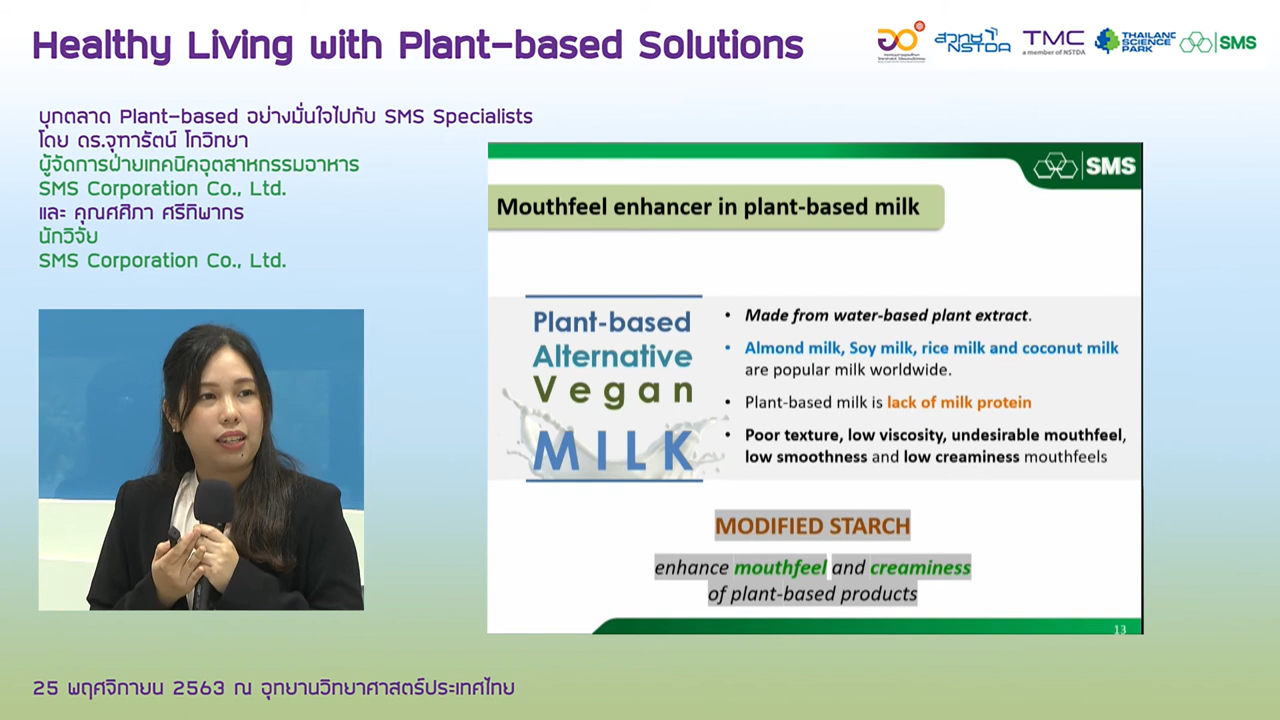 Healthy Living with Plant-based Solutions
สวทช
NSTDA
TMC
a member of NSTDA
THAILAND
SCIENCE
PARK
SMS
บุกตลาด Plant-based อย่างมั่นใจไปกับ SMS Specialists
โดย ดร.จุฑารัตน์ โกวิทยา
ผู้จัดการฝ่ายเทคนิคอุตสาหกรรมอาหาร
SMS Corporation Co., Ltd.
และ คุณศศิภา ศรีทิพากร
นักวิจัย
SMS Corporation Co., Ltd.
SMS
Mouthfeel enhancer in plant-based milk
Plant-based
Alternative
Vegan
MILK
• Made from water-based plant extract.
• Almond milk, Soy milk, rice milk and coconut milk
are popular milk worldwide.
• Plant-based milk is lack of milk protein
• Poor texture, low viscosity, undesirable mouthfeel,
low smoothness and low creaminess mouthfeels
MODIFIED STARCH
enhance mouthfeel and creaminess
of plant-based products
13
25 พฤศจิกายน 2563 ณ อุทยานวิทยาศาสตร์ประเทศไทย